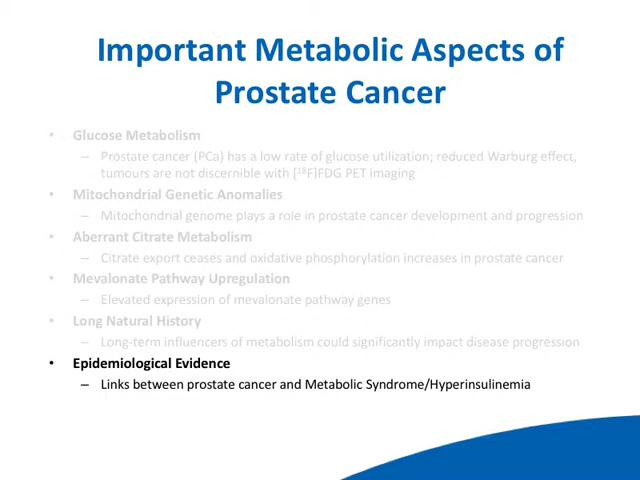 Important Metabolic Aspects of
Prostate Cancer
• Glucose Metabolism
– Prostate cancer (PCa) has a low rate of glucose utilization; reduced Warburg effect,
tumours are not discernible with [¹⁸F]FDG PET imaging
• Mitochondrial Genetic Anomalies
– Mitochondrial genome plays a role in prostate cancer development and progression
• Aberrant Citrate Metabolism
– Citrate export ceases and oxidative phosphorylation increases in prostate cancer
• Mevalonate Pathway Upregulation
– Elevated expression of mevalonate pathway genes
• Long Natural History
– Long-term influencers of metabolism could significantly impact disease progression
• Epidemiological Evidence
– Links between prostate cancer and Metabolic Syndrome/Hyperinsulinemia